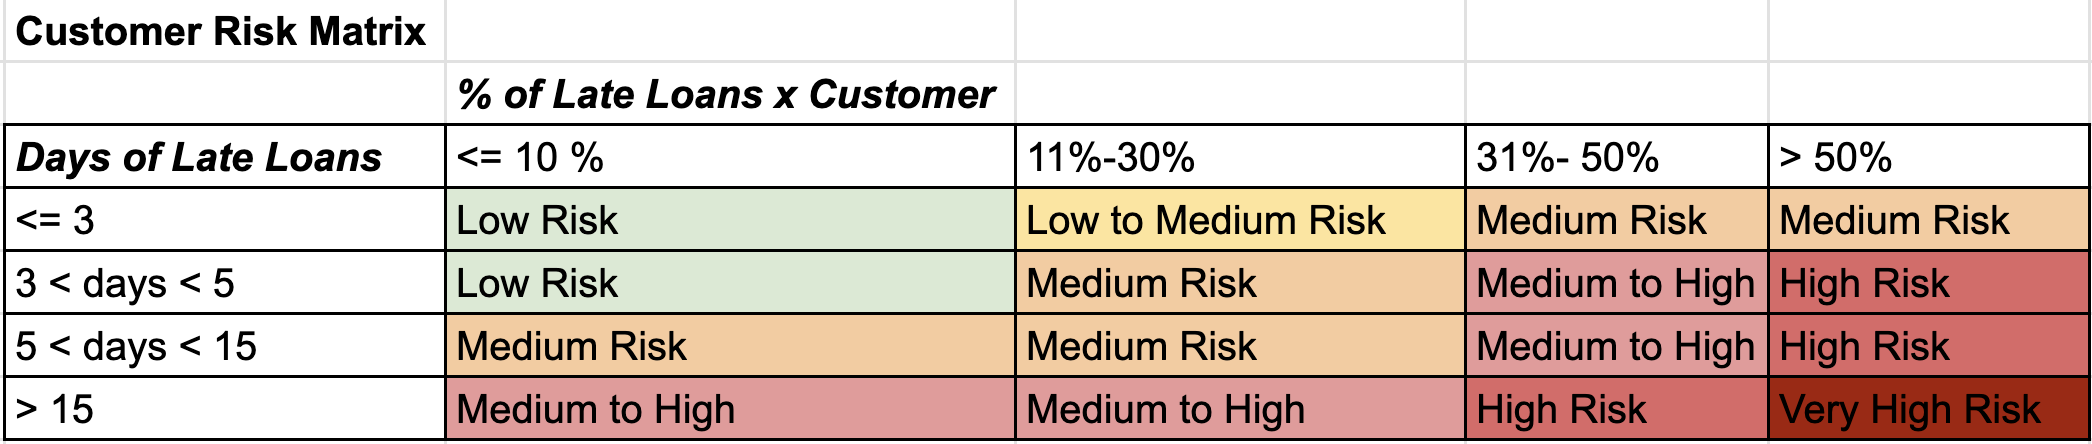 Customer Risk Matrix
% of Late Loans x Customer
Days of Late Loans <= 10 % 11%-30% 31%- 50% > 50%
<= 3 Low Risk Low to Medium Risk Medium Risk Medium Risk
3 < days < 5 Low Risk Medium Risk Medium to High High Risk
5 < days < 15 Medium Risk Medium Risk Medium to High High Risk
> 15 Medium to High Medium to High High Risk Very High Risk